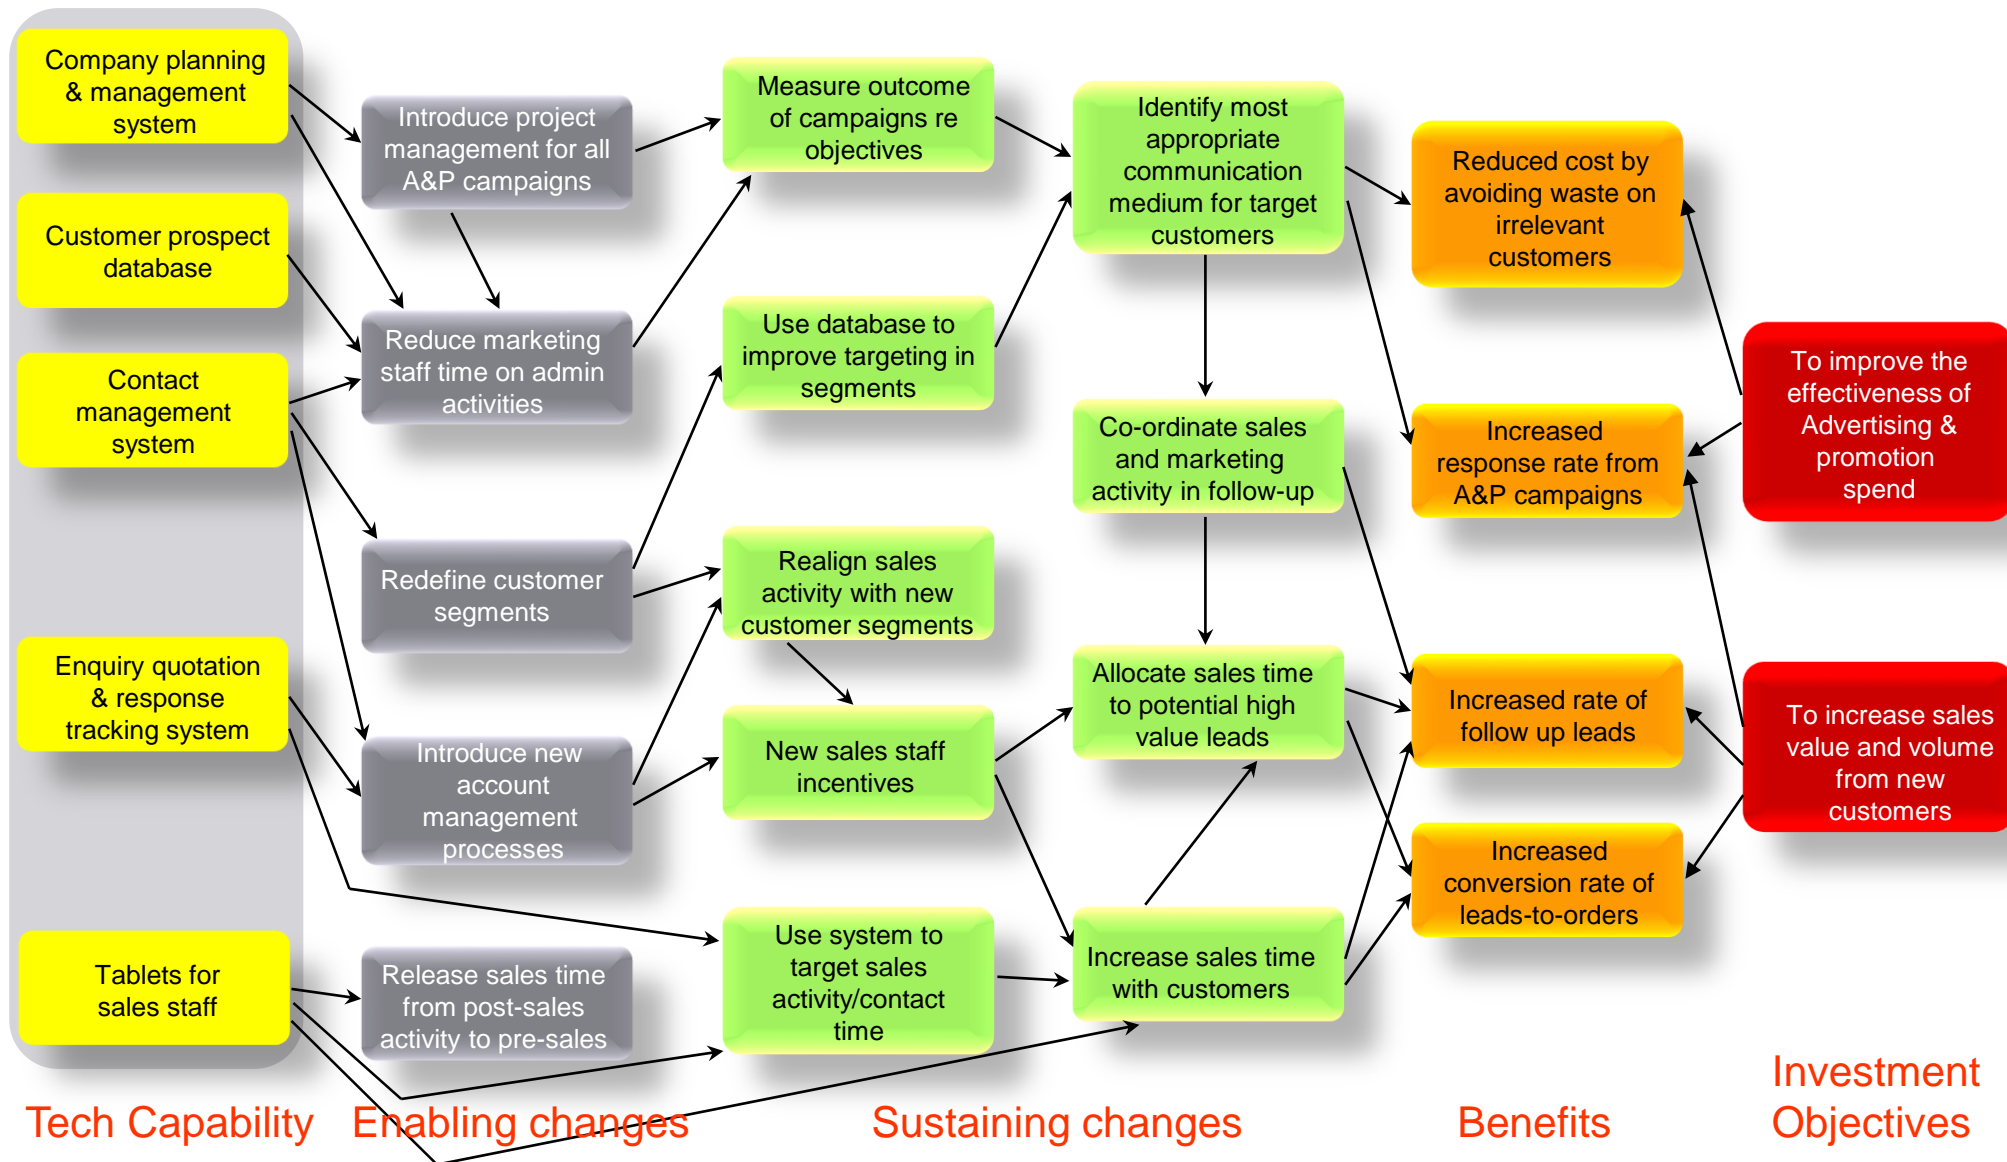 Company planning
& management
system
Customer prospect
database
Contact
management
system
Enquiry quotation
& response
tracking system
Tablets for
sales staff
Introduce project
management for all
A&P campaigns
Reduce marketing
staff time on admin
activities
Redefine customer
segments
Introduce new
account
management
processes
Release sales time
from post-sales
activity to pre-sales
Measure outcome
of campaigns re
objectives
Use database to
improve targeting in
segments
Realign sales
activity with new
customer segments
New sales staff
incentives
Use system to
target sales
activity/contact
time
Identify most
appropriate
communication
medium for target
customers
Co-ordinate sales
and marketing
activity in follow-up
Allocate sales time
to potential high
value leads
Increase sales time
with customers
Reduced cost by
avoiding waste on
irrelevant
customers
Increased
response rate from
A&P campaigns
Increased rate of
follow up leads
Increased
conversion rate of
leads-to-orders
To improve the
effectiveness of
Advertising &
promotion
spend
To increase sales
value and volume
from new
customers
Tech Capability
Enabling changes
Sustaining changes
Benefits
Investment
Objectives